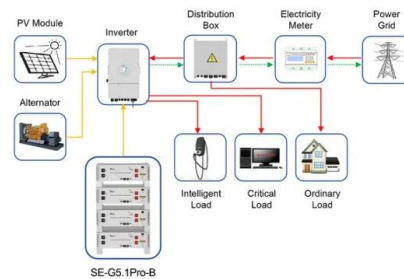 PV Module
Inverter
Distribution
Box
Electricity
Meter
Power
Grid
Alternator
Intelligent
Load
Critical
Load
Ordinary
Load
SE-G5.1Pro-B